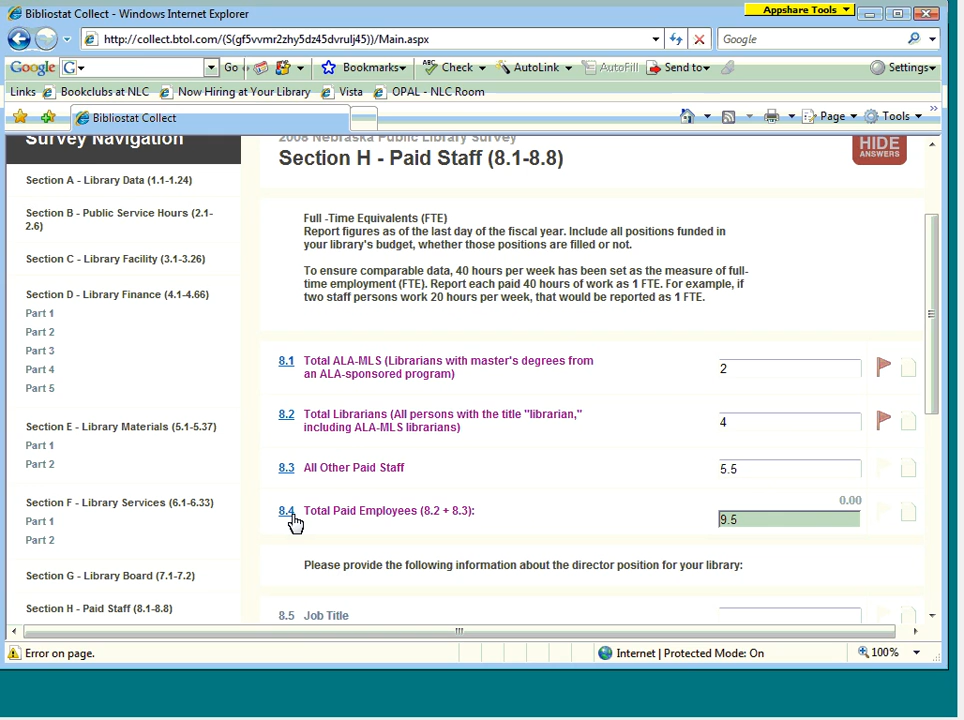 Bibliostat Collect - Windows Internet Explorer
Appshare Tools
http://collect.btol.com/(S(gf5vvmr2zhy5dz45dvrulj45))/Main.aspx
Google
Google
G
Go
Bookmarks
ABC
Check
AutoLink
AutoFill
Send to
Settings
Links
Bookclubs at NLC
Now Hiring at Your Library
Vista
OPAL - NLC Room
Bibliostat Collect
Page
Tools
Survey Navigation
Section A - Library Data (1.1-1.24)
Section B - Public Service Hours (2.1-
2.6)
Section C - Library Facility (3.1-3.26)
Section D - Library Finance (4.1-4.66)
Part 1
Part 2
Part 3
Part 4
Part 5
Section E - Library Materials (5.1-5.37)
Part 1
Part 2
Section F - Library Services (6.1-6.33)
Part 1
Part 2
Section G - Library Board (7.1-7.2)
Section H - Paid Staff (8.1-8.8)
2008 Nebraska Public Library Survey
Section H - Paid Staff (8.1-8.8)
HIDE
ANSWERS
Full -Time Equivalents (FTE)
Report figures as of the last day of the fiscal year. Include all positions funded in
your library's budget, whether those positions are filled or not.
To ensure comparable data, 40 hours per week has been set as the measure of full-
time employment (FTE). Report each paid 40 hours of work as 1 FTE. For example, if
two staff persons work 20 hours per week, that would be reported as 1 FTE.
8.1 Total ALA-MLS (Librarians with master's degrees from
an ALA-sponsored program)
2
8.2 Total Librarians (All persons with the title "librarian,"
including ALA-MLS librarians)
4
8.3 All Other Paid Staff
5.5
8.4 Total Paid Employees (8.2 + 8.3):
0.00
9.5
Please provide the following information about the director position for your library:
8.5 Job Title
Error on page.
Internet | Protected Mode: On
100%